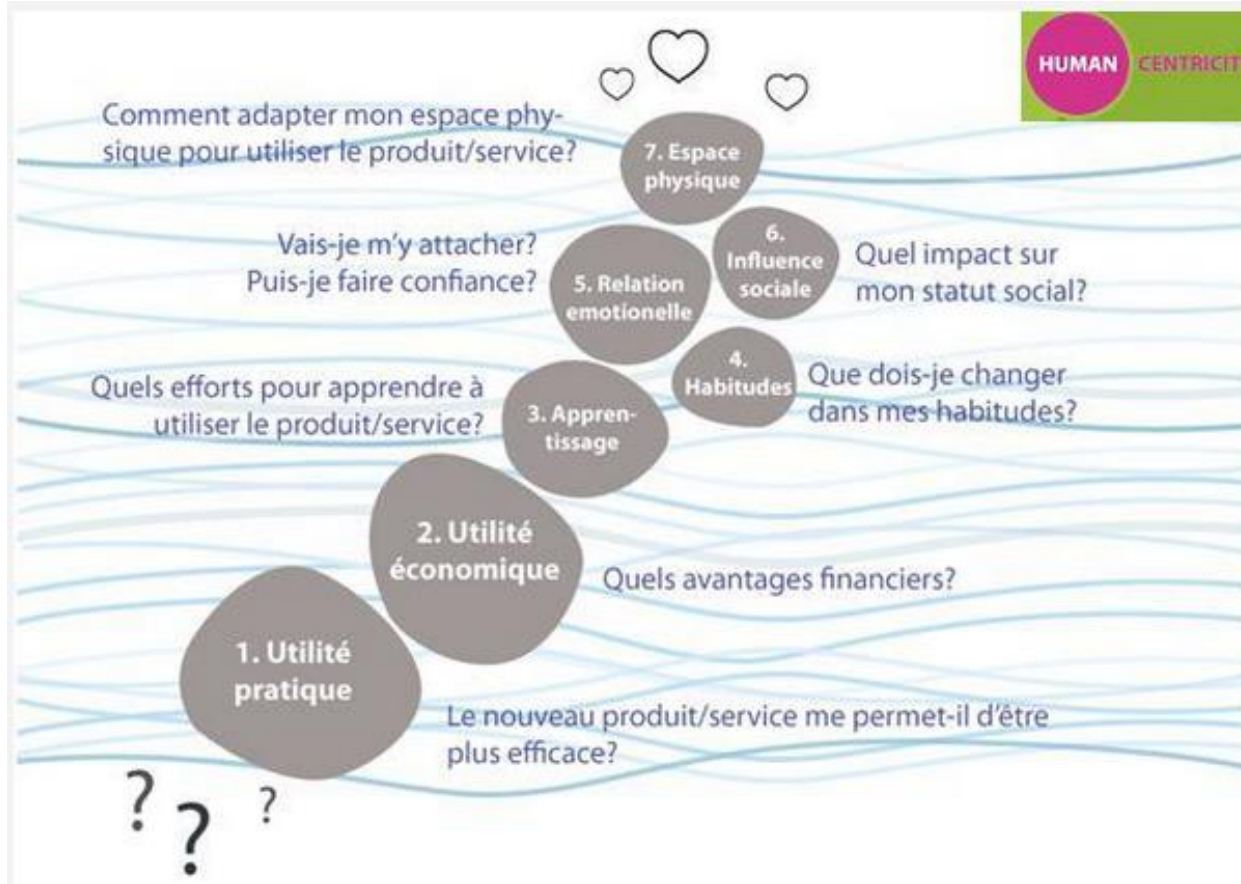 HUMAN CENTRICIT
Comment adapter mon espace phy-
sique pour utiliser le produit/service?
7. Espace
physique
Vais-je m'y attacher?
Puis-je faire confiance?
5. Relation
emotionelle
6.
Influence
sociale
Quel impact sur
mon statut social?
Quels efforts pour apprendre à
utiliser le produit/service?
3. Appren-
tissage
4.
Habitudes
Que dois-je changer
dans mes habitudes?
2. Utilité
économique
Quels avantages financiers?
1. Utilité
pratique
Le nouveau produit/service me permet-il d'être
plus efficace?
? ? ?